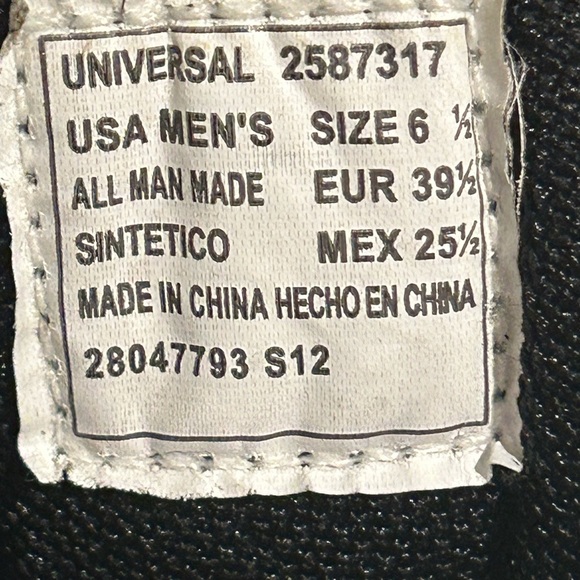 UNIVERSAL 2587317
USA MEN'S SIZE 6 ½
ALL MAN MADE EUR 39½
SINTETICO MEX 25½
MADE IN CHINA HECHO EN CHINA
28047793 S12